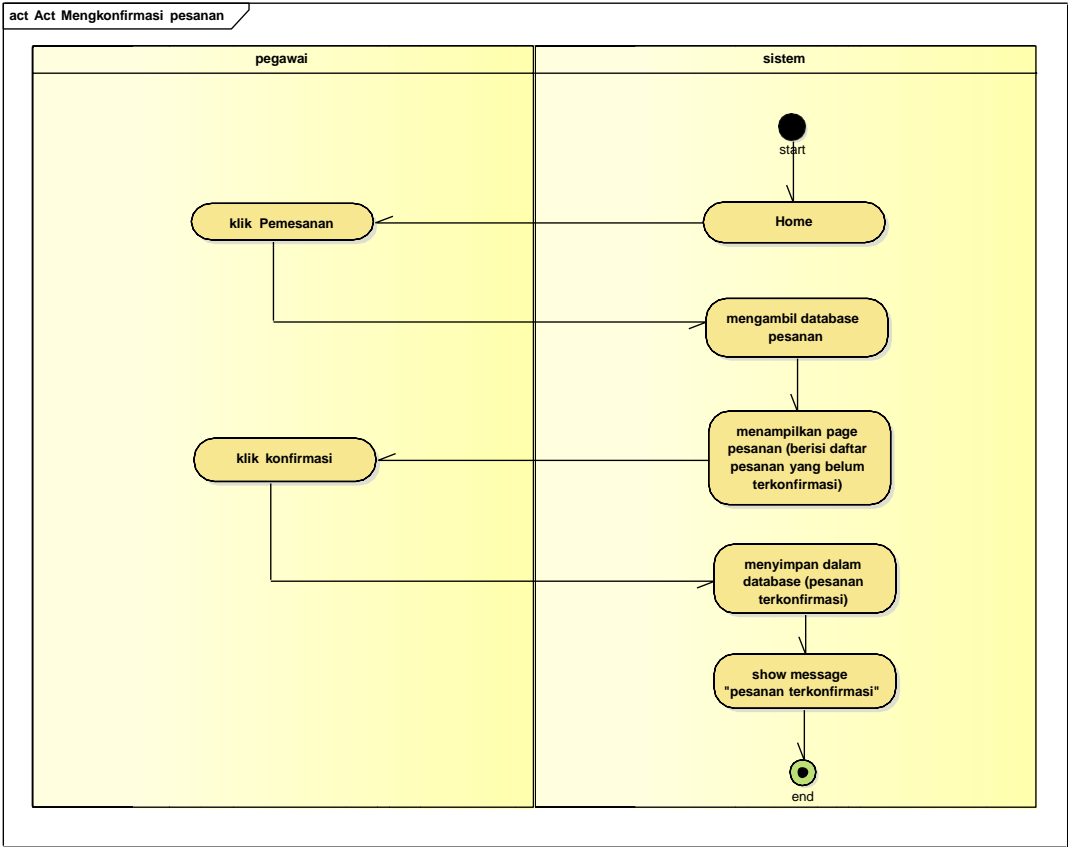 act Act Mengkonfirmasi pesanan
pegawai
sistem
start
klik Pemesanan
Home
mengambil database
pesanan
menampilkan page
pesanan (berisi daftar
pesanan yang belum
terkonfirmasi)
klik konfirmasi
menyimpan dalam
database (pesanan
terkonfirmasi)
show message
"pesanan terkonfirmasi"
end